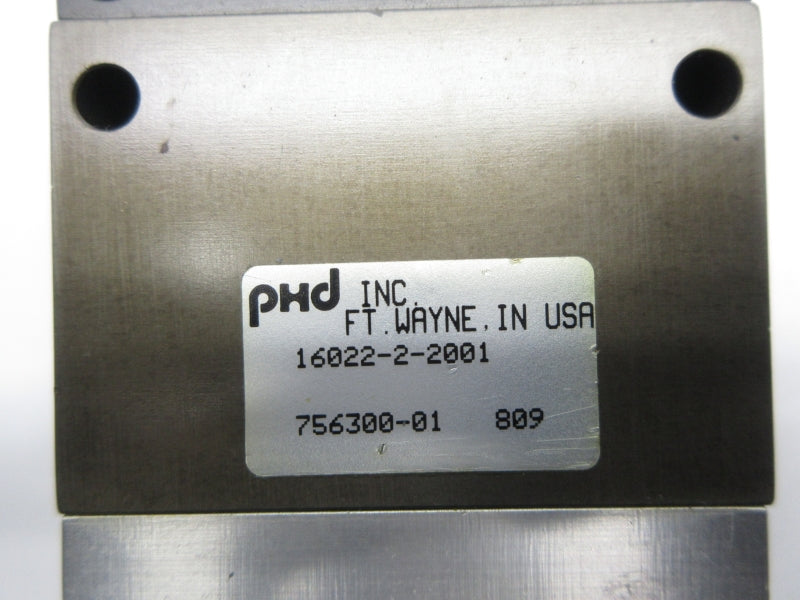 PHD INC.
FT. WAYNE, IN USA
16022-2-2001
756300-01 809